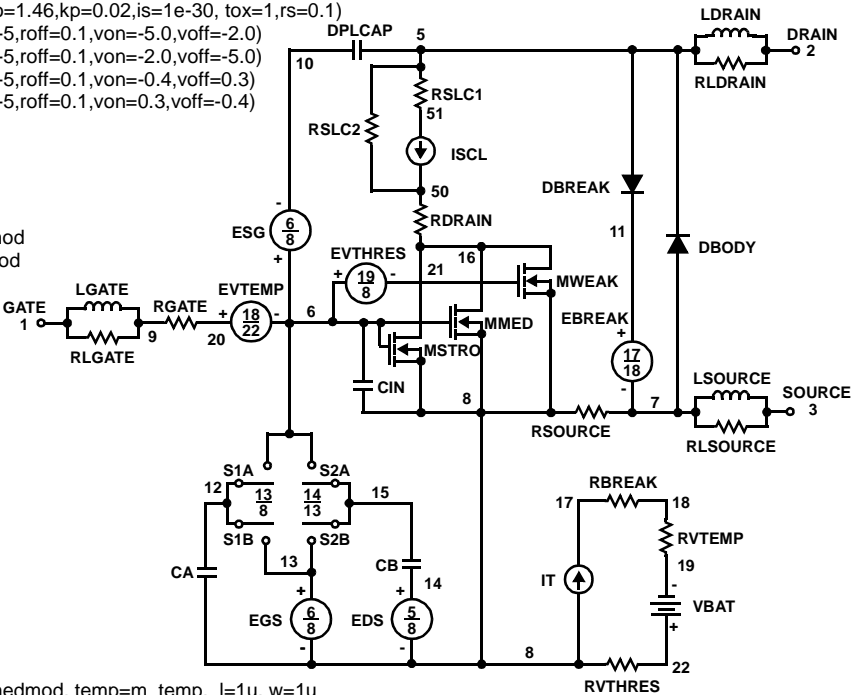 p=1.46,kp=0.02,is=1e-30, tox=1,rs=0.1)
-5,roff=0.1,von=-5.0,voff=-2.0)
-5,roff=0.1,von=-2.0,voff=-5.0)
-5,roff=0.1,von=-0.4,voff=0.3)
-5,roff=0.1,von=0.3,voff=-0.4)
nod
od
LDRAIN
DPLCAP 5 DRAIN
10 2
RSLC1 RLDRAIN
51
RSLC2
ISCL
50
DBREAK
RDRAIN
- 6 8
ESG
+
11
DBODY
EVTHRES 16
+ 19 8 - 21
MWEAK
LGATE EVTEMP
GATE RGATE + 18 22 - 6
1
9 20
MMED
EBREAK
+
RLGATE
MSTRO
17 18
-
LSOURCE
CIN
8 7 SOURCE
3
RSOURCE
RLSOURCE
S1A S2A
12 13 8 14 13 15
S1B S2B
RBREAK
17 18
RVTEMP
13 CB
CA
14
19
IT -
VBAT
+
+ +
EGS 6 8 EDS 5 8
- -
8 22
RVTHRES
nedmod, temp=m_temp, l=1u, w=1u